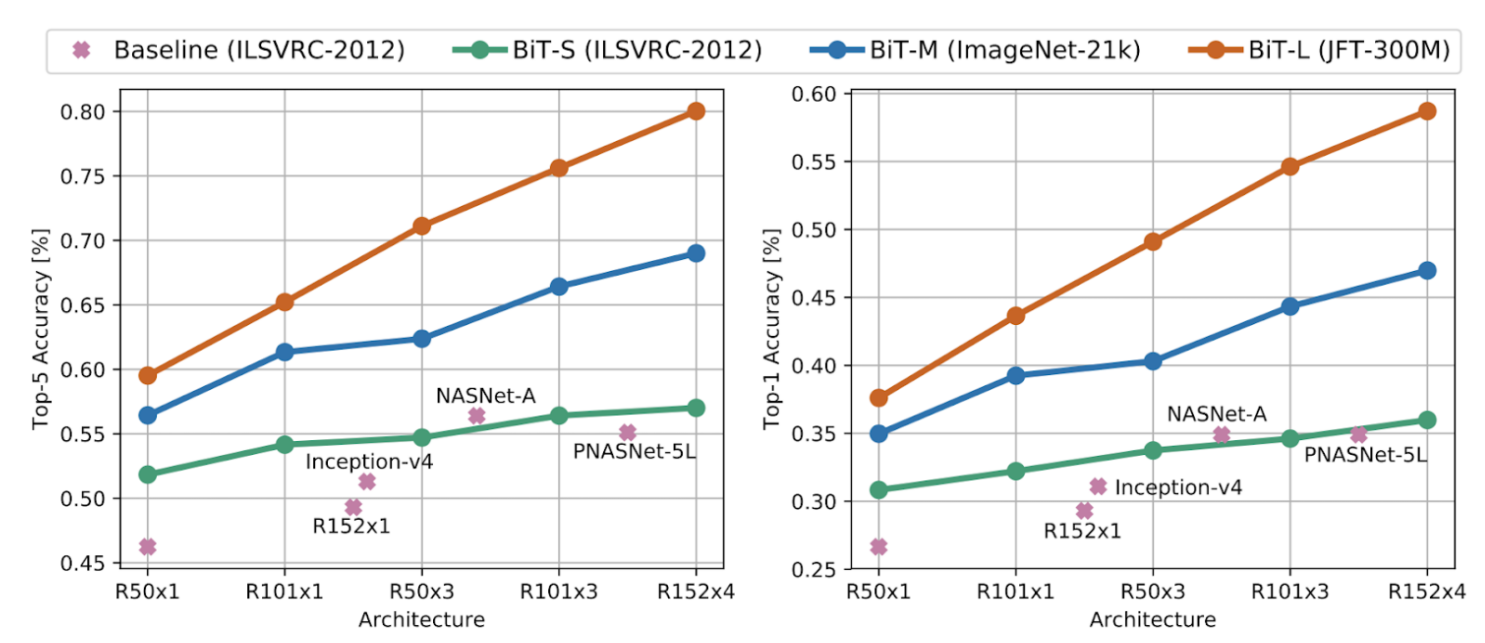 Baseline (ILSVRC-2012) BiT-S (ILSVRC-2012) BiT-M (ImageNet-21k) BiT-L (JFT-300M)
Top-5 Accuracy [%]
0.80
0.75
0.70
0.65
0.60
0.55
0.50
0.45
NASNet-A
PNASNet-5L
Inception-v4
R152x1
R50x1 R101x1 R50x3 R101x3 R152x4
Architecture
Top-1 Accuracy [%]
0.60
0.55
0.50
0.45
0.40
0.35
0.30
0.25
NASNet-A
PNASNet-5L
Inception-v4
R152x1
R50x1 R101x1 R50x3 R101x3 R152x4
Architecture